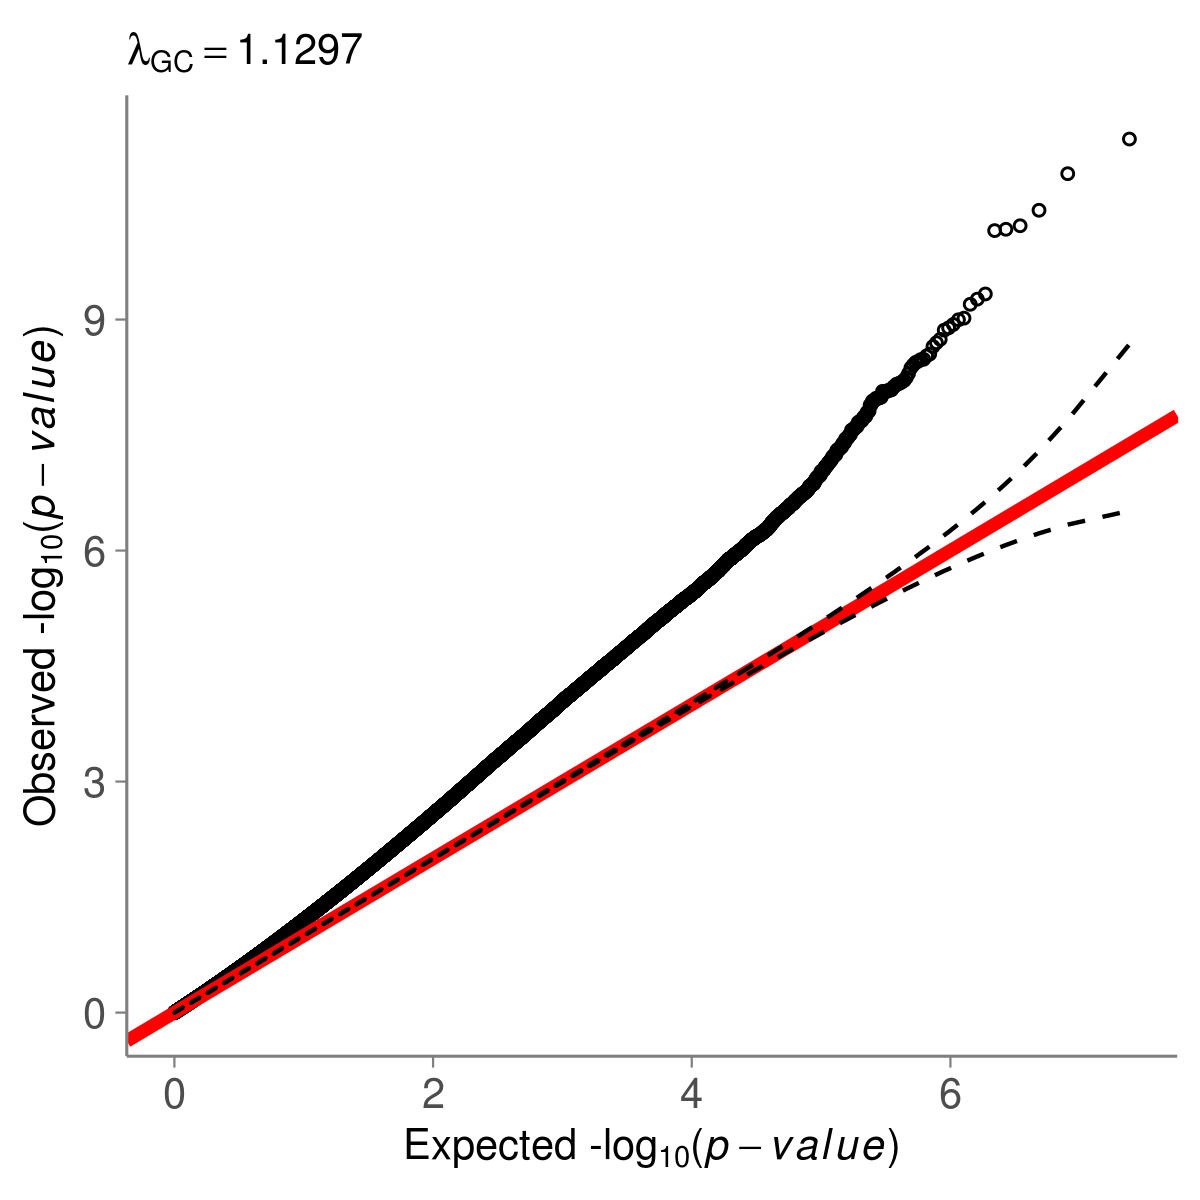 λGC = 1.1297
Observed -log10(p − value)
9
6
3
0
0 2 4 6
Expected -log10(p − value)